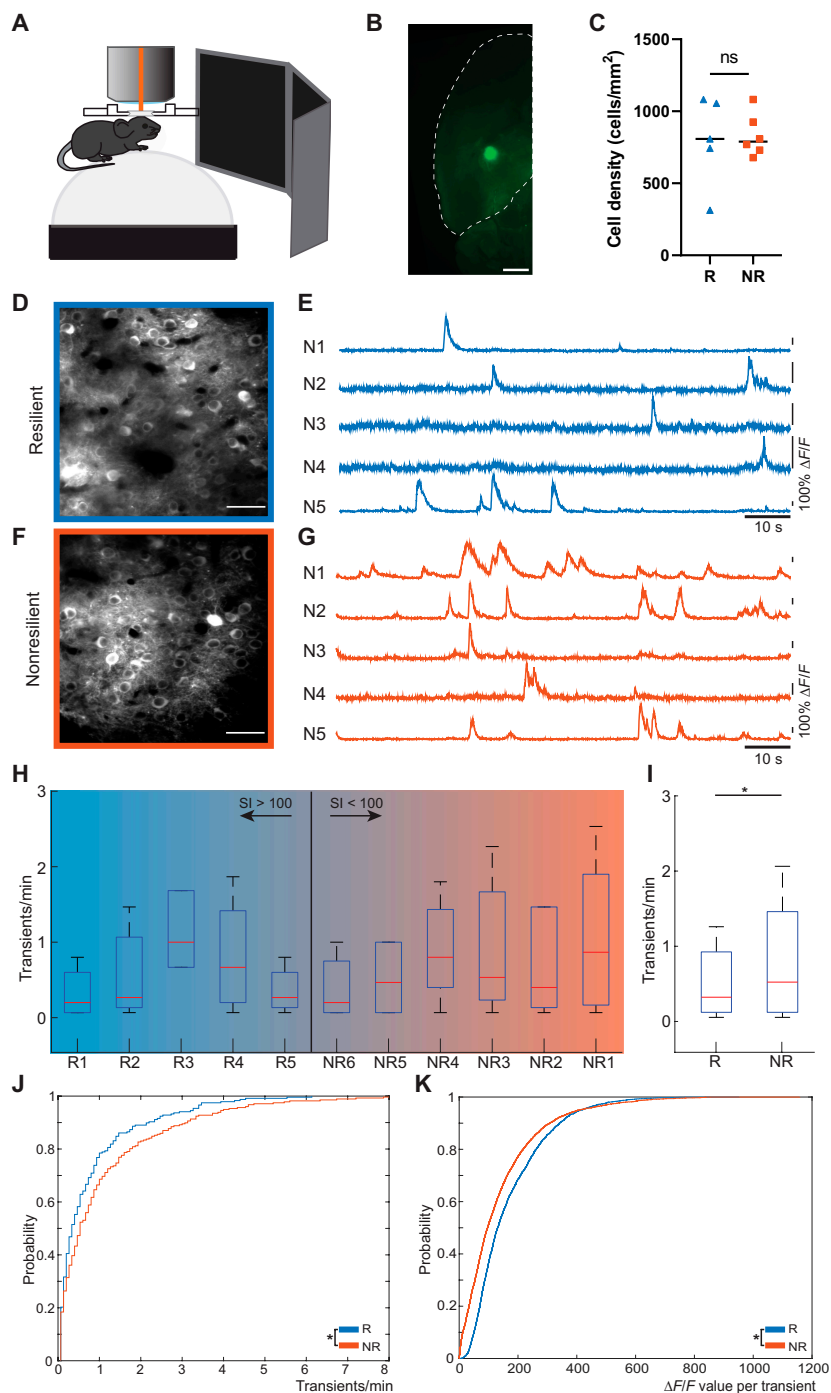 A
B
C
1500
1000
500
0
Cell density (cells/mm²)
ns
R NR
D
Resilient
E
N1
N2
N3
N4
N5
100% ΔF/F
10 s
F
Nonresilient
G
N1
N2
N3
N4
N5
100% ΔF/F
10 s
H
3
2
1
0
Transients/min
SI > 100
SI < 100
R1 R2 R3 R4 R5 NR6 NR5 NR4 NR3 NR2 NR1
I
3
2
1
0
Transients/min
*
R NR
J
1
0.8
0.6
0.4
0.2
0
Probability
0 1 2 3 4 5 6 7 8
Transients/min
* R
NR
K
1
0.8
0.6
0.4
0.2
0
Probability
0 200 400 600 800 1000 1200
ΔF/F value per transient
* R
NR